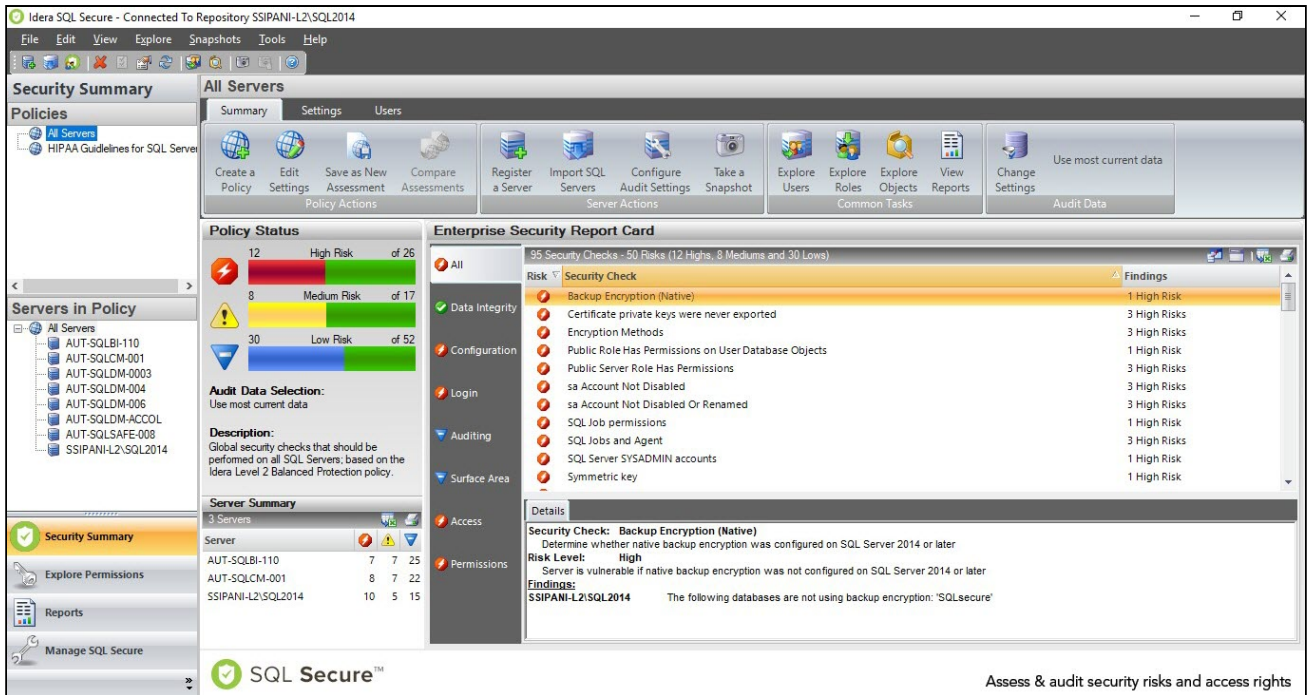 Idera SQL Secure - Connected To Repository SSIPANI-L2\SQL2014
File Edit View Explore Snapshots Tools Help
Security Summary
Policies
All Servers
HIPAA Guidlelines for SQL Server
Servers in Policy
All Servers
AUT-SQLBI-110
AUT-SQLCM-001
AUT-SQLDM-0003
AUT-SQLDM-004
AUT-SQLDM-006
AUT-SQLDM-ACCOL
AUT-SQLSAFE-008
SSIPANI-L2\SQL2014
Security Summary
Explore Permissions
Reports
Manage SQL Secure
All Servers
Summary Settings Users
Create a Policy
Edit Settings
Save as New Assessment
Compare Assessments
Policy Actions
Register a Server
Import SQL Servers
Configure Audit Settings
Take a Snapshot
Server Actions
Explore Users
Explore Roles
Explore Objects
View Reports
Common Tasks
Change Settings
Use most current data
Audit Data
Policy Status
12 High Risk of 26
8 Medium Risk of 17
30 Low Risk of 52
Audit Data Selection:
Use most current data
Description:
Global security checks that should be
performed on all SQL Servers; based on the
Idera Level 2 Balanced Protection policy.
Server Summary
3 Servers
Server
AUT-SQLBI-110 7 7 25
AUT-SQLCM-001 8 7 22
SSIPANI-L2\SQL2014 10 5 15
Enterprise Security Report Card
All
Data Integrity
Configuration
Login
Auditing
Surface Area
Access
Permissions
95 Security Checks - 50 Risks (12 Highs, 8 Mediums and 30 Lows)
Risk Security Check Findings
Backup Encryption (Native) 1 High Risk
Certificate private keys were never exported 3 High Risks
Encryption Methods 3 High Risks
Public Role Has Permissions on User Database Objects 1 High Risk
Public Server Role Has Permissions 3 High Risks
sa Account Not Disabled 3 High Risks
sa Account Not Disabled Or Renamed 3 High Risks
SQL Job permissions 1 High Risk
SQL Jobs and Agent 3 High Risks
SQL Server SYSADMIN accounts 1 High Risk
Symmetric key 1 High Risk
Details
Security Check: Backup Encryption (Native)
Determine whether native backup encryption was configured on SQL Server 2014 or later
Risk Level: High
Server is vulnerable if native backup encryption was not configured on SQL Server 2014 or later
Findings:
SSIPANI-L2\SQL2014 The following databases are not using backup encryption: 'SQLsecure'
SQL Secure™
Assess & audit security risks and access rights